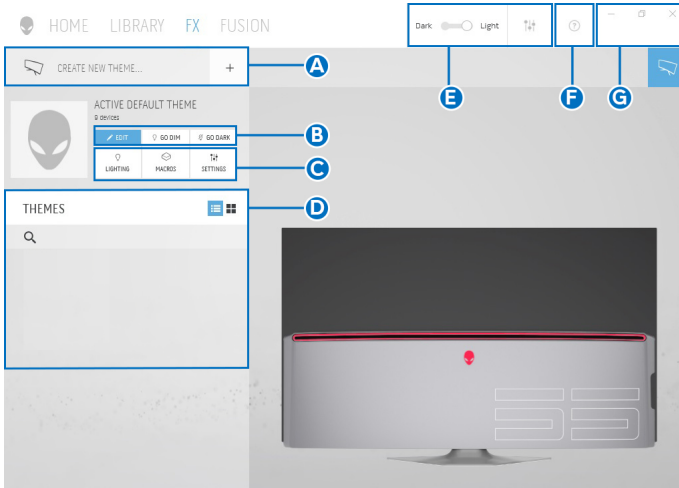 HOME LIBRARY FX FUSION
Dark Light
CREATE NEW THEME... +
A
B
C
D
E
F
G
ACTIVE DEFAULT THEME
9 devices
EDIT GO DIM GO DARK
LIGHTING MACROS SETTINGS
THEMES
55